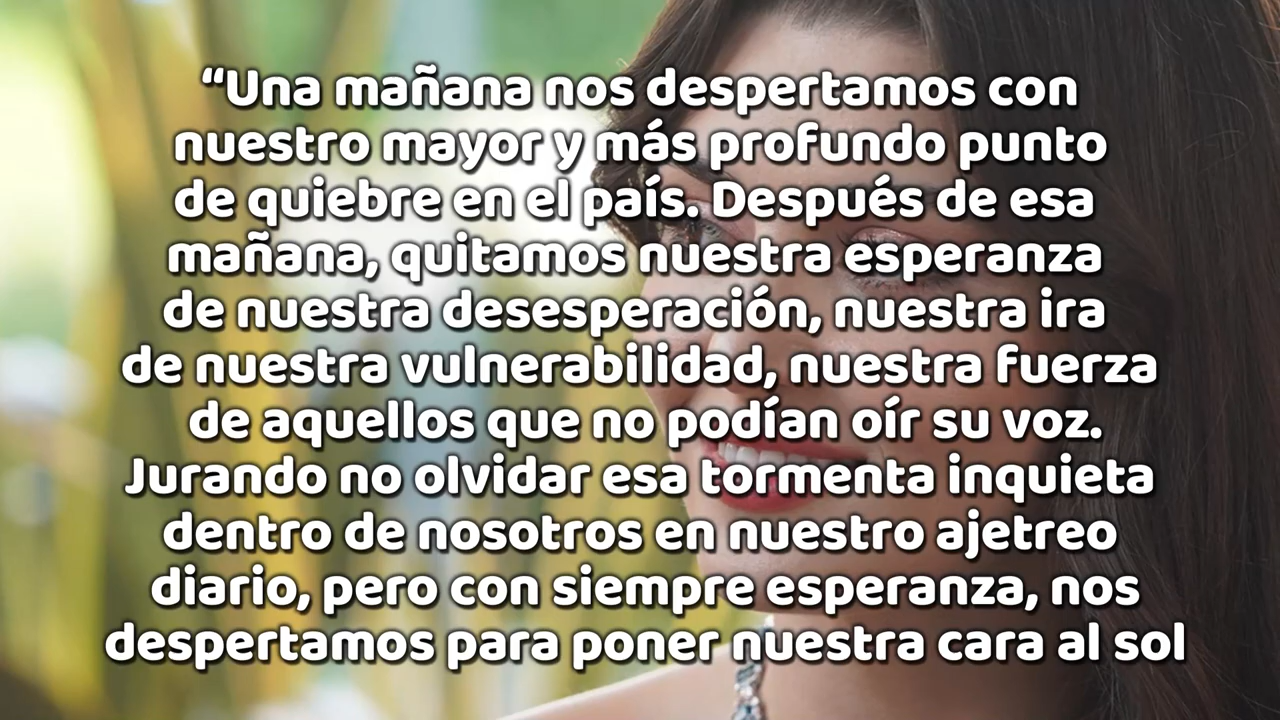 “Una mañana nos despertamos con
nuestro mayor y más profundo punto
de quiebre en el país. Después de esa
mañana, quitamos nuestra esperanza
de nuestra desesperación, nuestra ira
de nuestra vulnerabilidad, nuestra fuerza
de aquellos que no podían oír su voz.
Jurando no olvidar esa tormenta inquieta
dentro de nosotros en nuestro ajetreo
diario, pero con siempre esperanza, nos
despertamos para poner nuestra cara al sol